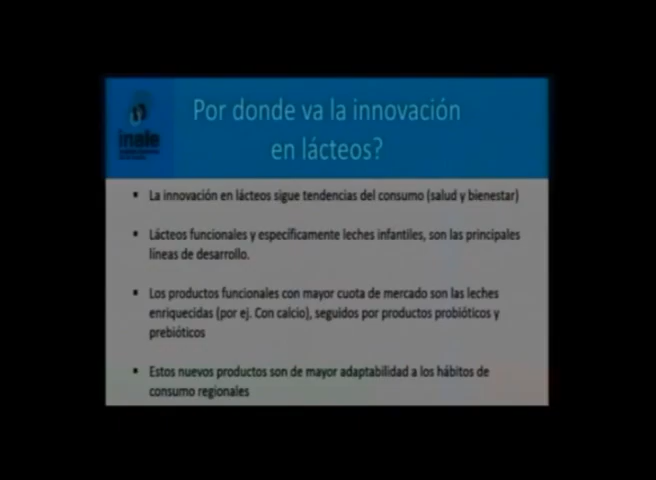 inale
Por donde va la innovación
en lácteos?
▪ La innovación en lácteos sigue tendencias del consumo (salud y bienestar)
▪ Lácteos funcionales y específicamente leches infantiles, son las principales
líneas de desarrollo.
▪ Los productos funcionales con mayor cuota de mercado son las leches
enriquecidas (por ej. Con calcio), seguidos por productos probióticos y
prebióticos
▪ Estos nuevos productos son de mayor adaptabilidad a los hábitos de
consumo regionales